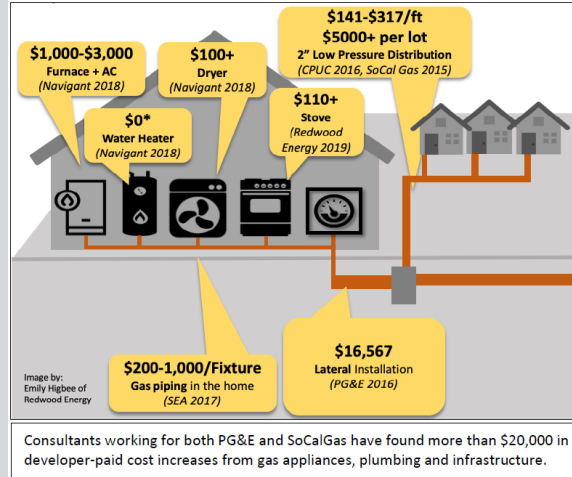 $141-$317/ft
$5000+ per lot
2” Low Pressure Distribution
(CPUC 2016, SoCal Gas 2015)
$1,000-$3,000
Furnace + AC
(Navigant 2018)
$100+
Dryer
(Navigant 2018)
$0*
Water Heater
(Navigant 2018)
$110+
Stove
(Redwood
Energy 2019)
$200-1,000/Fixture
Gas piping in the home
(SEA 2017)
$16,567
Lateral Installation
(PG&E 2016)
Image by:
Emily Higbee of
Redwood Energy
Consultants working for both PG&E and SoCalGas have found more than $20,000 in
developer-paid cost increases from gas appliances, plumbing and infrastructure.